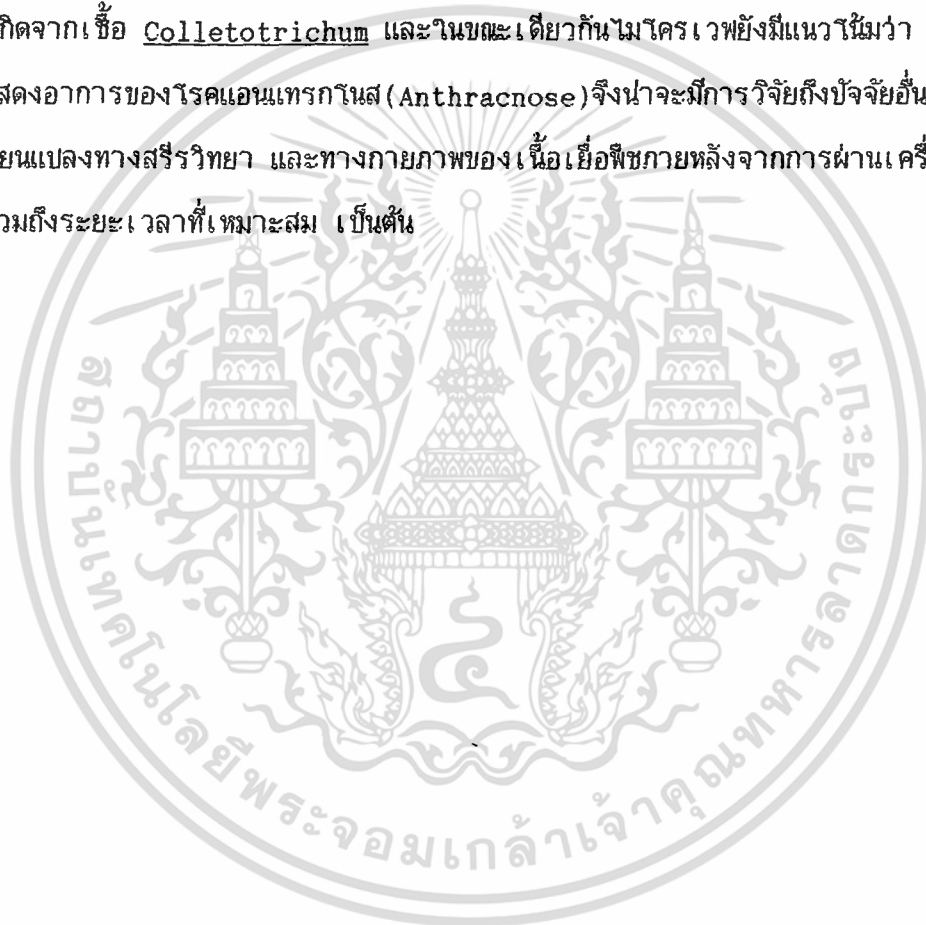 กิดจากเชื้อ Colletotrichum และในขณะเดียวกันไมโครเวฟยังมีแนวโน้มว่า
สดงอาการของโรคแอนแทรกโนส(Anthracnose)จึงน่าจะมีการวิจัยถึงปัจจัยอื่น
ยนแปลงทางสรีรวิทยา และทางกายภาพของเนื้อเยื่อพืชภายหลังจากการผ่านเครื่
วมถึงระยะเวลาที่เหมาะสม เป็นต้น
สถาบันเทคโนโลยีพระจอมเกล้าเจ้าคุณทหารลาดกระบัง